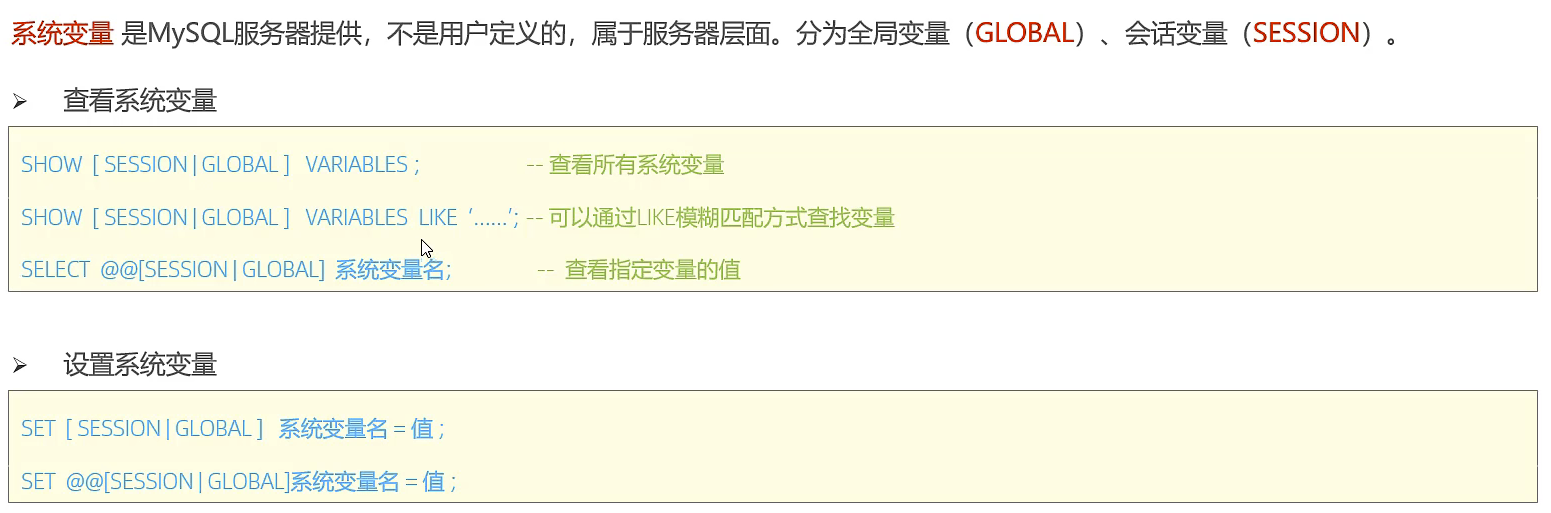 系统变量 是MySQL服务器提供，不是用户定义的，属于服务器层面。分为全局变量（GLOBAL）、会话变量（SESSION）。
查看系统变量
SHOW [ SESSION | GLOBAL ] VARIABLES ; -- 查看所有系统变量
SHOW [ SESSION | GLOBAL ] VARIABLES LIKE '......'; -- 可以通过LIKE模糊匹配方式查找变量
SELECT @@[SESSION | GLOBAL] 系统变量名; -- 查看指定变量的值
设置系统变量
SET [ SESSION | GLOBAL ] 系统变量名 = 值 ;
SET @@[SESSION | GLOBAL]系统变量名 = 值 ;